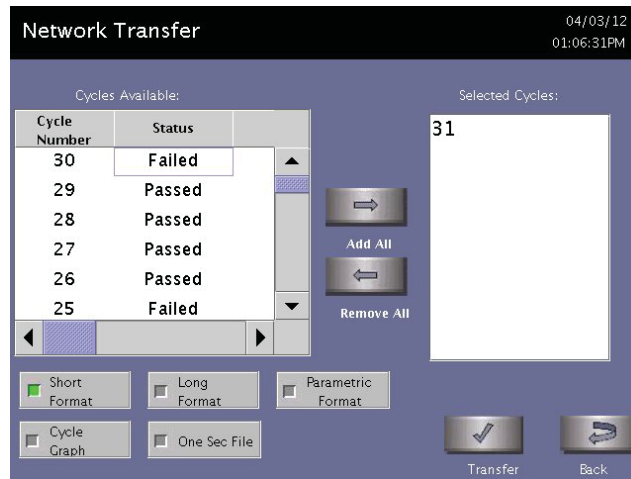 Network Transfer
04/03/12
01:06:31PM
Cycles Available:
Cycle
Number
Status
30 Failed
29 Passed
28 Passed
27 Passed
26 Passed
25 Failed
Add All
Remove All
Selected Cycles:
31
Short
Format
Long
Format
Parametric
Format
Cycle
Graph
One Sec File
Transfer
Back